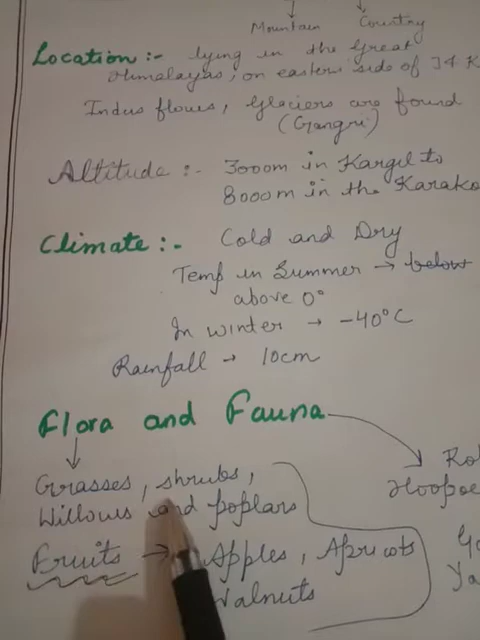 Mountain Country
Location :- lying in the Great
Himalayas, on eastern side of J & K
Indus flows, Glaciers are found
(Gangri)
Altitude :- 3000m in Kargil to
8000m in the Karako
Climate :- Cold and Dry
Temp in Summer → below
above 0°
In winter → -40°C
Rainfall → 10cm
Flora and Fauna
Grasses, shrubs,
Willows and poplars
Fruits → Apples, Apricots
Walnuts
Ro
Hoopoe
Ya